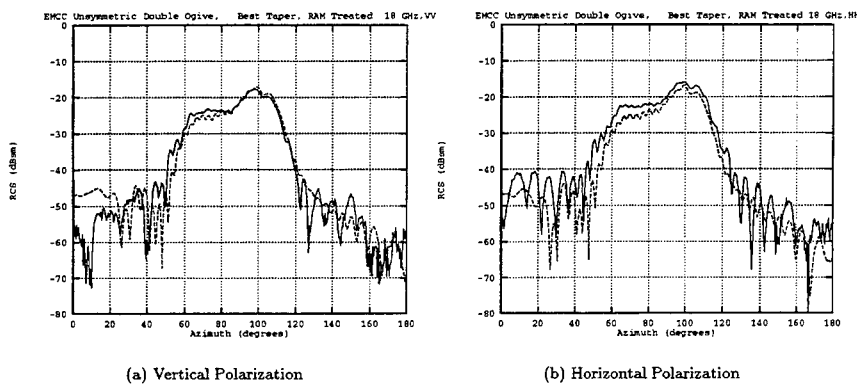 EMCC Unsymmetric Double Ogive, Best Taper, RAM Treated 18 GHz,VV
0
-10
-20
-30
-40
-50
-60
-70
-80
RCS (dBsm)
0 20 40 60 80 100 120 140 160 180
Azimuth (degrees)
(a) Vertical Polarization
EMCC Unsymmetric Double Ogive, Best Taper, RAM Treated 18 GHz,HH
0
-10
-20
-30
-40
-50
-60
-70
-80
RCS (dBsm)
0 20 40 60 80 100 120 140 160 180
Azimuth (degrees)
(b) Horizontal Polarization